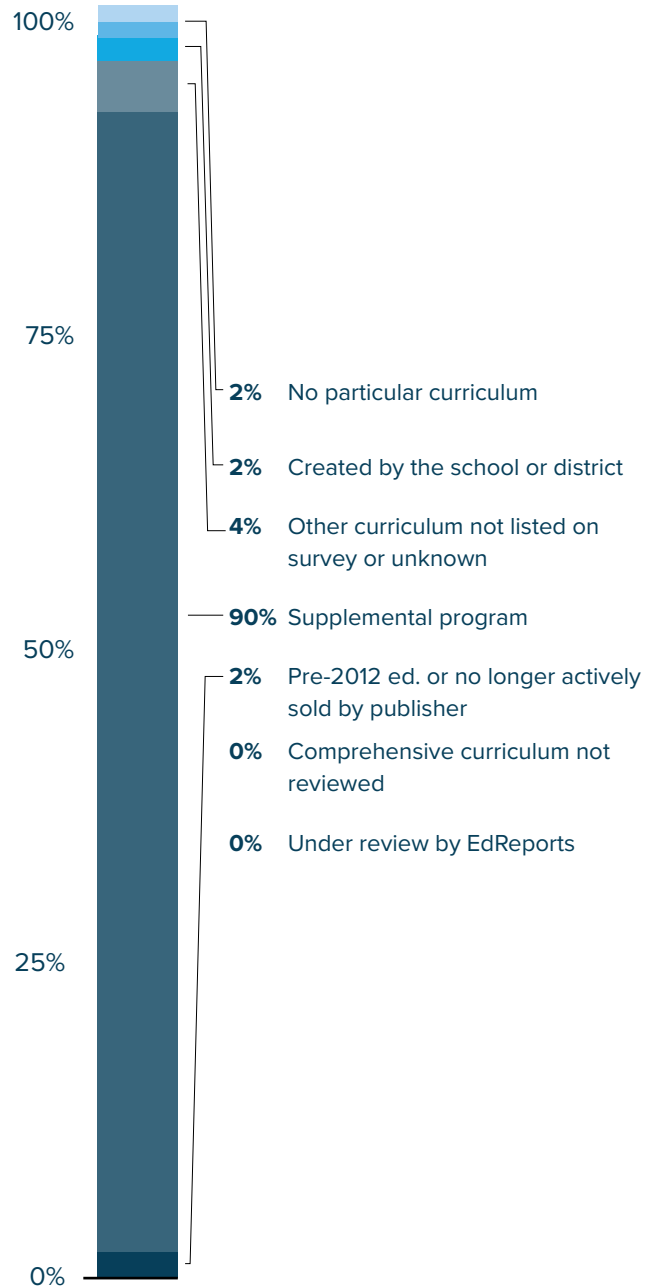 100%
75%
50%
25%
0%
2% No particular curriculum
2% Created by the school or district
4% Other curriculum not listed on
survey or unknown
90% Supplemental program
2% Pre-2012 ed. or no longer actively
sold by publisher
0% Comprehensive curriculum not
reviewed
0% Under review by EdReports